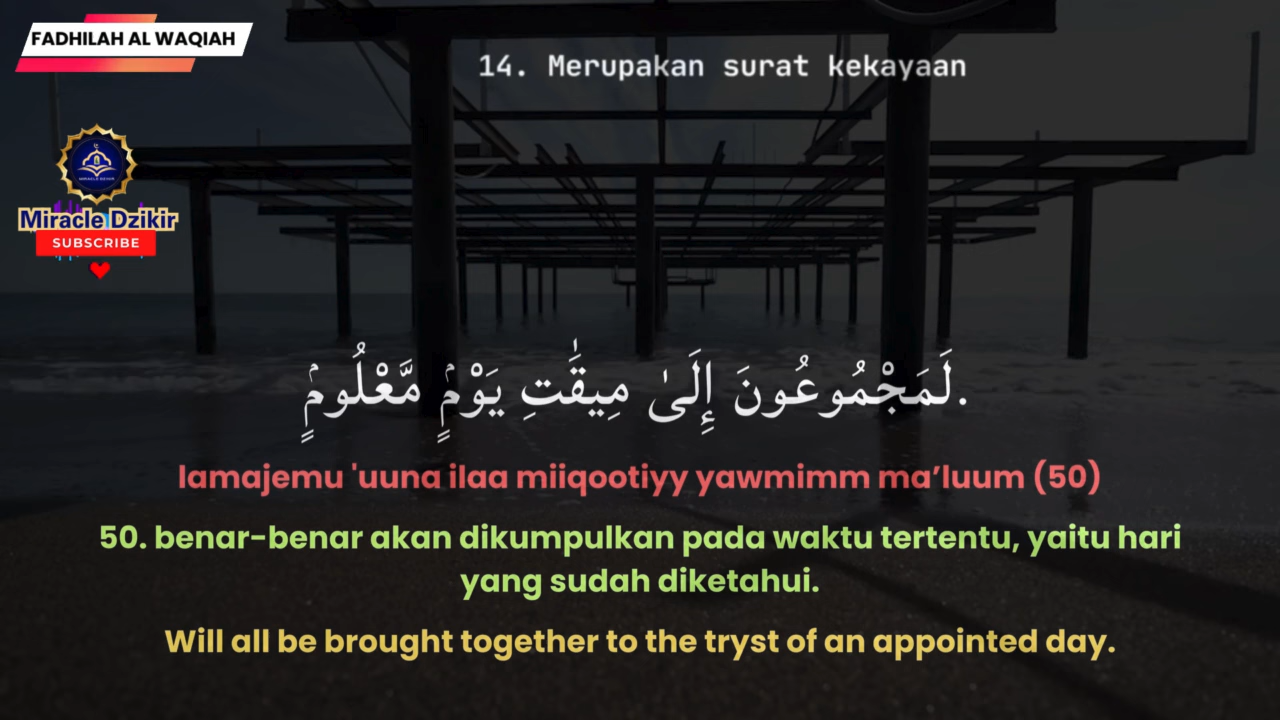 FADHILAH AL WAQIAH
14. Merupakan surat kekayaan
MIRACLE DZIKIR
Miracle Dzikir
SUBSCRIBE
لَمَجْمُوعُونَ إِلَىٰ مِيقَٰتِ يَوْمٍۢ مَّعْلُومٍۢ.
lamajemu 'uuna ilaa miiqootiyy yawmimm ma’luum (50)
50. benar-benar akan dikumpulkan pada waktu tertentu, yaitu hari
yang sudah diketahui.
Will all be brought together to the tryst of an appointed day.